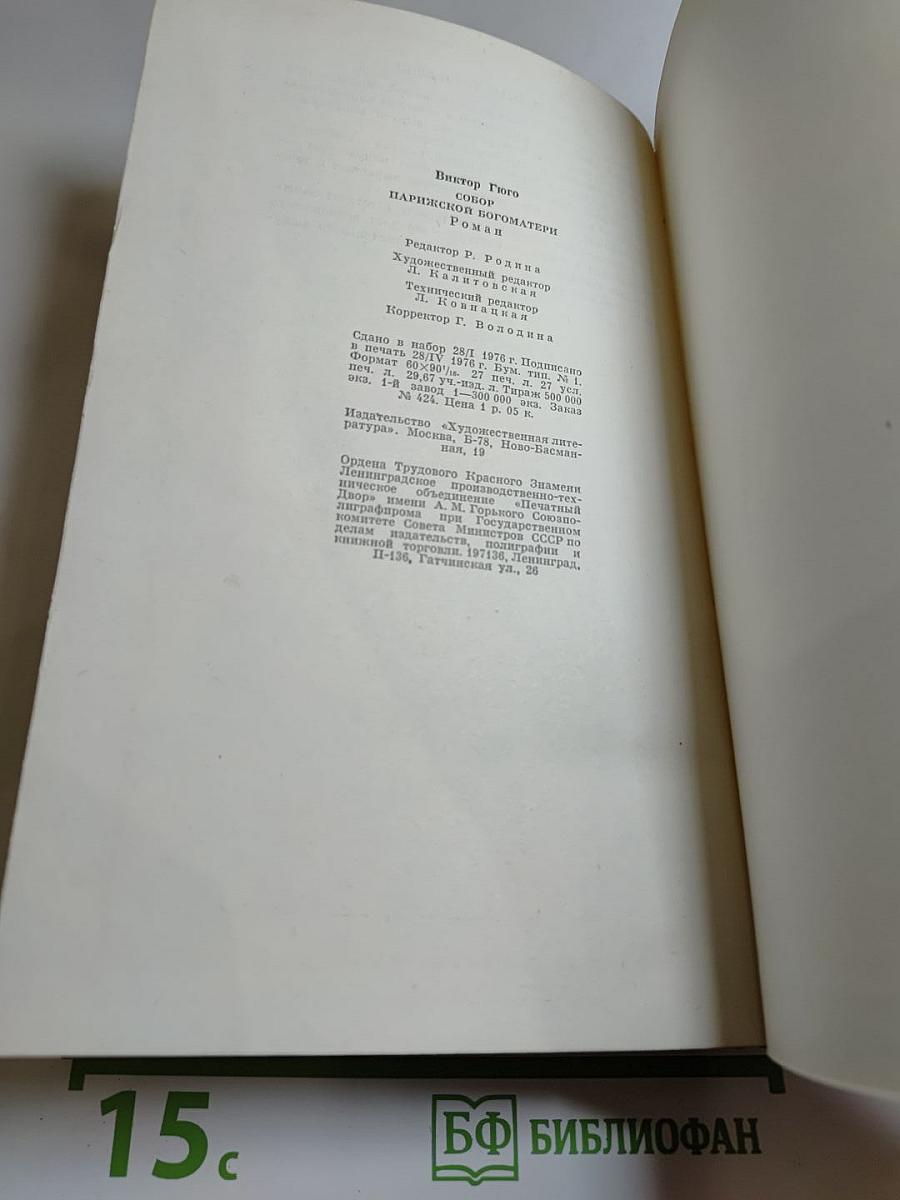 Виктор Гюго
СОБОР
ПАРИЖСКОЙ БОГОМАТЕРИ
Роман
Редактор Р. Родина
Художественный редактор
Л. Калитовская
Технический редактор
Л. Ковнацкая
Корректор Г. Володина
Сдано в набор 28/I 1976 г. Подписано
в печать 28/IV 1976 г. Бум. тип. № 1.
Формат 60×90¹/₁₆. 27 печ. л. 27 усл.
печ. л. 29,67 уч.-изд. л. Тираж 500 000
экз. 1-й завод 1—300 000 экз. Заказ
№ 424. Цена 1 р. 05 к.
Издательство «Художественная лите-
ратура». Москва, Б-78, Ново-Басман-
ная, 19
Ордена Трудового Красного Знамени
Ленинградское производственно-тех-
ническое объединение «Печатный
Двор» имени А. М. Горького Союзпо-
лиграфпрома при Государственном
комитете Совета Министров СССР по
делам издательств, полиграфии и
книжной торговли. 197136, Ленинград,
П-136, Гатчинская ул., 26
15 с
БФ БИБЛИОФАН